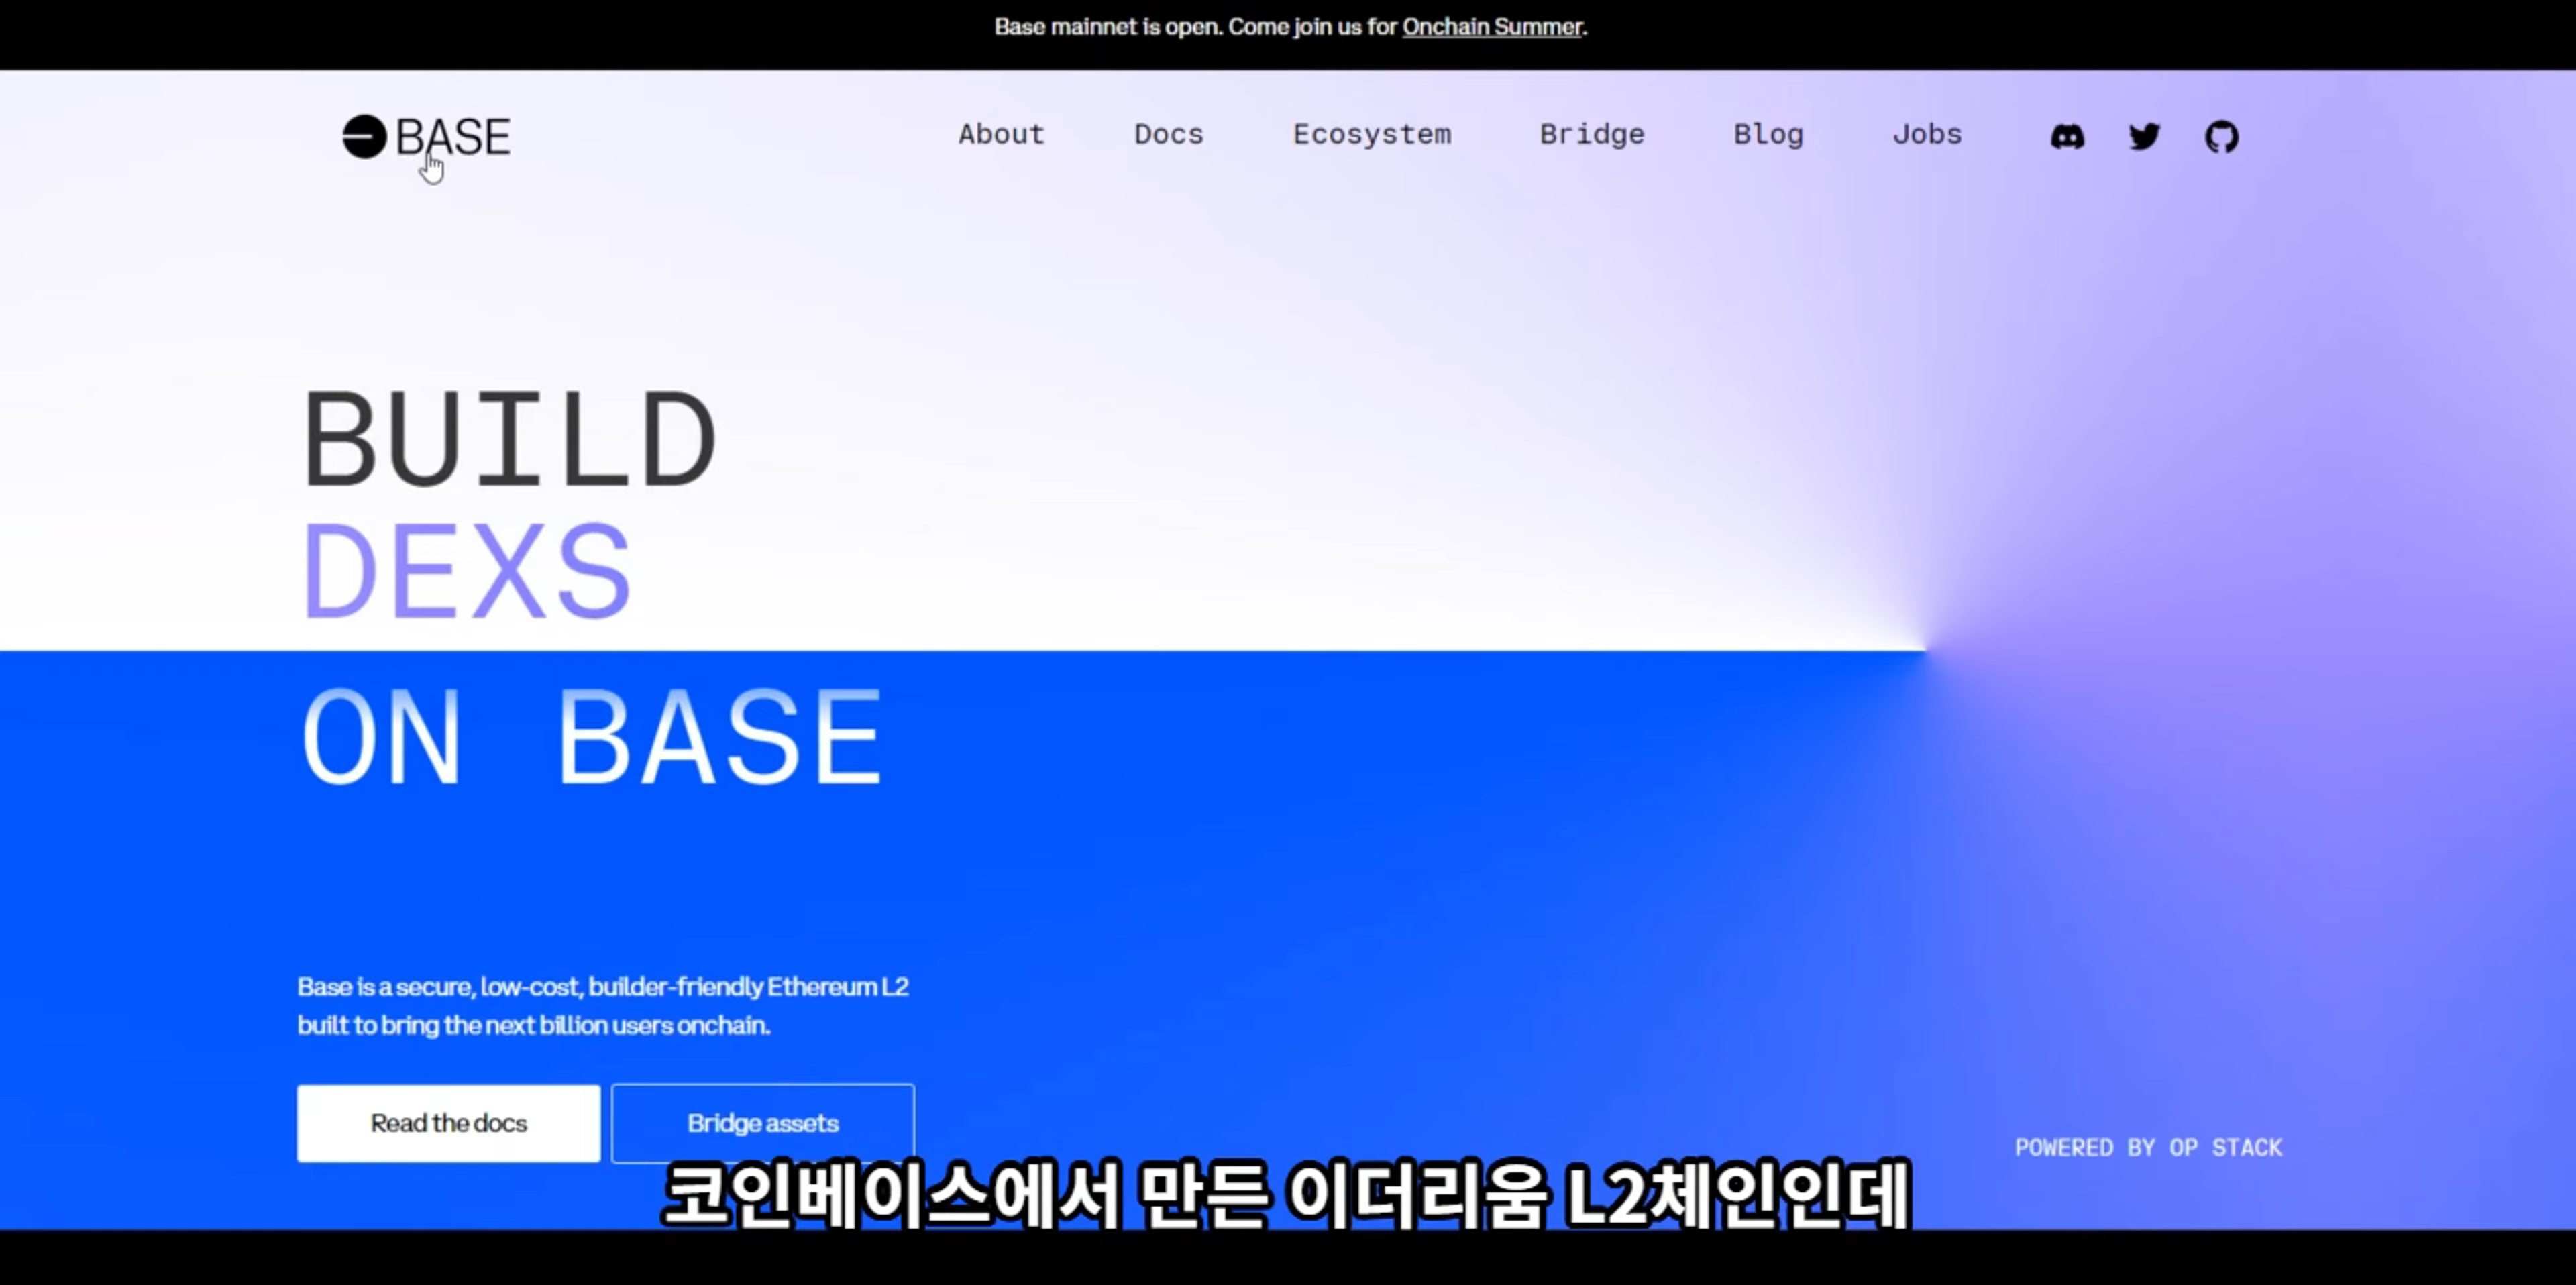 Base mainnet is open. Come join us for Onchain Summer.
BASE
About Docs Ecosystem Bridge Blog Jobs
BUILD
DEXS
ON BASE
Base is a secure, low-cost, builder-friendly Ethereum L2
built to bring the next billion users onchain.
Read the docs Bridge assets
POWERED BY OP STACK
코인베이스에서 만든 이더리움 L2체인인데